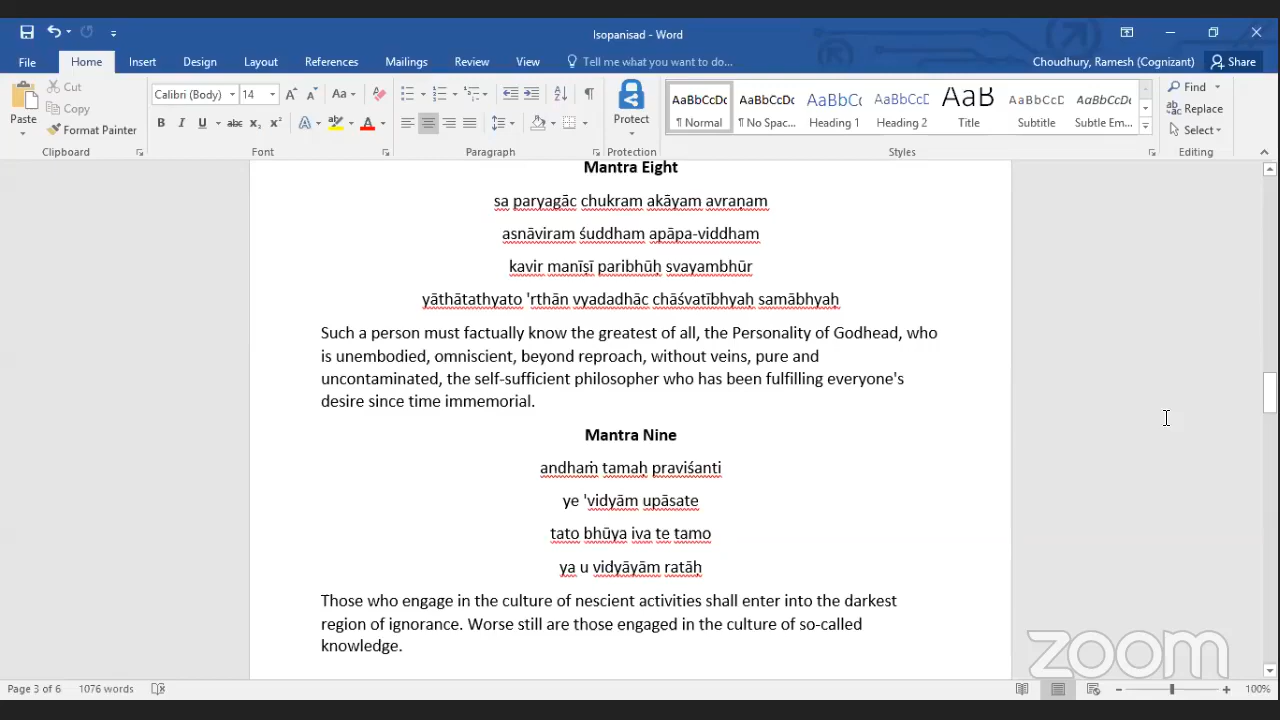 Isopanisad - Word
File Home Insert Design Layout References Mailings Review View Tell me what you want to do... Choudhury, Ramesh (Cognizant) Share
Paste Cut Copy Format Painter
Clipboard
Calibri (Body) 14
Font
Paragraph
Protect
Protection
AaBbCcDc ¶ Normal
AaBbCcDc ¶ No Spac...
AaBbCc Heading 1
AaBbCcC Heading 2
AaB Title
AaBbCcC Subtitle
AaBbCcDc Subtle Em...
Styles
Find
Replace
Select
Editing
Mantra Eight
sa paryagāc chukram akāyam avraṇam
asnāviram śuddham apāpa-viddham
kavir manīṣī paribhūḥ svayambhūr
yāthātathyato 'rthān vyadadhāc chāśvatībhyaḥ samābhyaḥ
Such a person must factually know the greatest of all, the Personality of Godhead, who
is unembodied, omniscient, beyond reproach, without veins, pure and
uncontaminated, the self-sufficient philosopher who has been fulfilling everyone's
desire since time immemorial.
Mantra Nine
andhaṁ tamaḥ praviśanti
ye 'vidyām upāsate
tato bhūya iva te tamo
ya u vidyāyām ratāḥ
Those who engage in the culture of nescient activities shall enter into the darkest
region of ignorance. Worse still are those engaged in the culture of so-called
knowledge.
zoom
Page 3 of 6 1076 words 100%